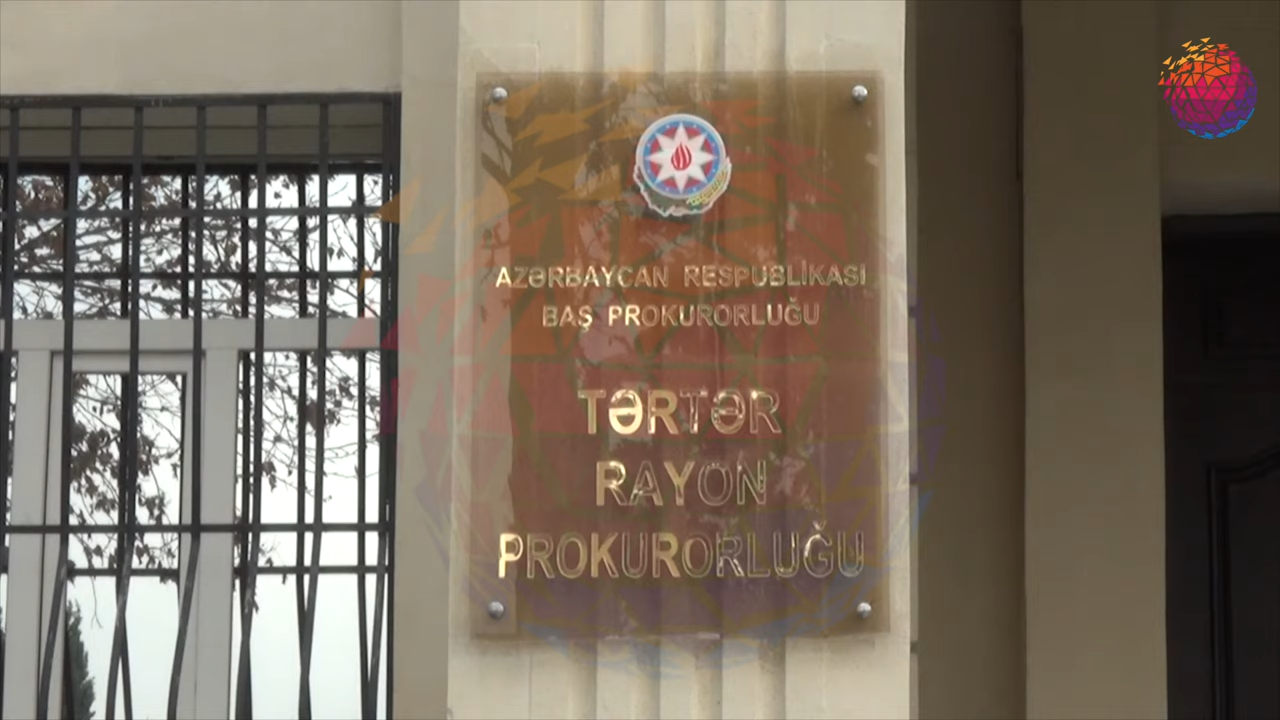 AZƏRBAYCAN RESPUBLİKASI
BAŞ PROKURORLUĞU
TƏRTƏR
RAYON
PROKURORLUĞU